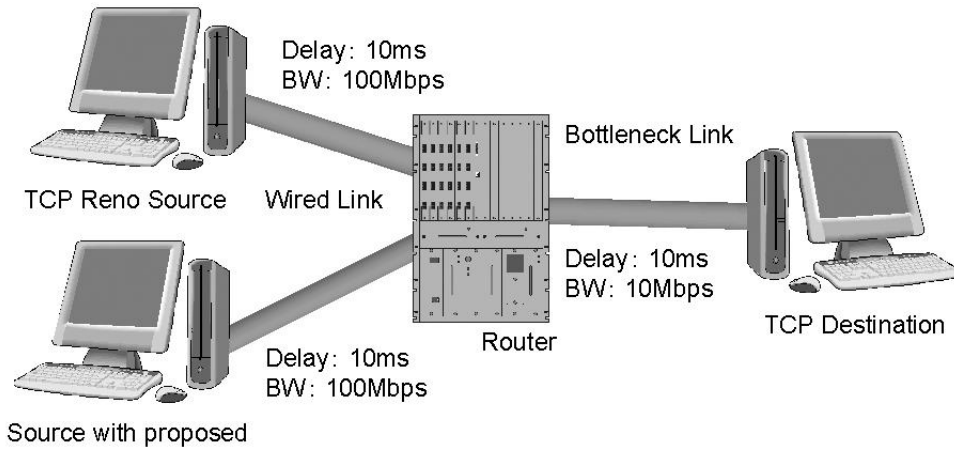 Delay: 10ms
BW: 100Mbps
TCP Reno Source
Wired Link
Bottleneck Link
Delay: 10ms
BW: 10Mbps
Router
TCP Destination
Delay: 10ms
BW: 100Mbps
Source with proposed